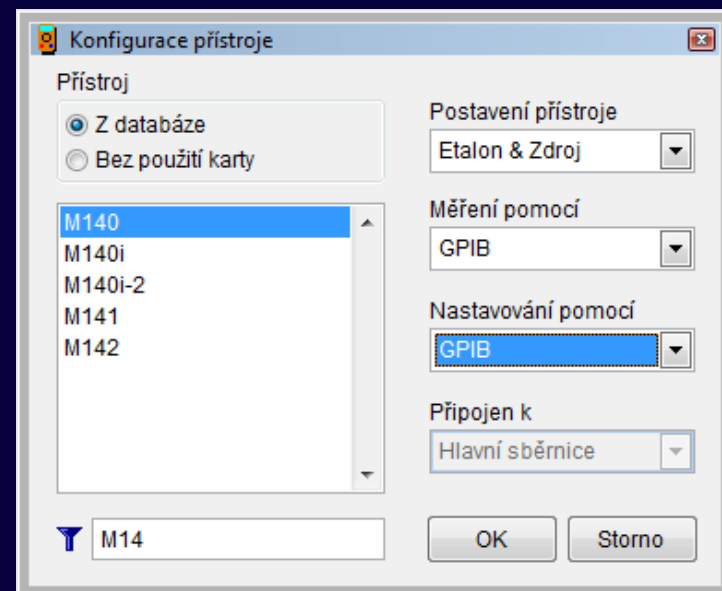 Konfigurace přístroje
Přístroj
Z databáze
Bez použití karty
M140
M140i
M140i-2
M141
M142
M14
Postavení přístroje
Etalon & Zdroj
Měření pomocí
GPIB
Nastavování pomocí
GPIB
Připojen k
Hlavní sběrnice
OK
Storno